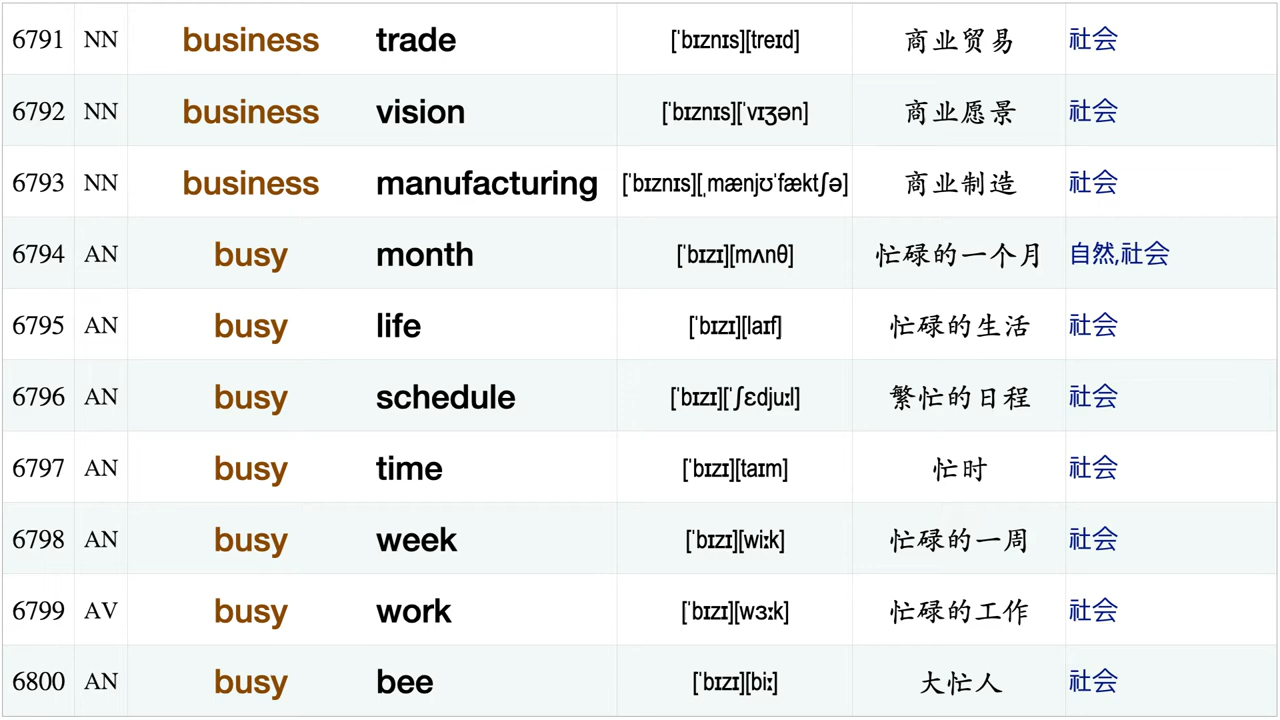 6791 NN business trade [ˈbɪznɪs][treɪd] 商业贸易 社会
6792 NN business vision [ˈbɪznɪs][ˈvɪʒən] 商业愿景 社会
6793 NN business manufacturing [ˈbɪznɪs][ˌmænjʊˈfæktʃə] 商业制造 社会
6794 AN busy month [ˈbɪzɪ][mʌnθ] 忙碌的一个月 自然,社会
6795 AN busy life [ˈbɪzɪ][laɪf] 忙碌的生活 社会
6796 AN busy schedule [ˈbɪzɪ][ˈʃɛdjuːl] 繁忙的日程 社会
6797 AN busy time [ˈbɪzɪ][taɪm] 忙时 社会
6798 AN busy week [ˈbɪzɪ][wiːk] 忙碌的一周 社会
6799 AV busy work [ˈbɪzɪ][wɜːk] 忙碌的工作 社会
6800 AN busy bee [ˈbɪzɪ][biː] 大忙人 社会